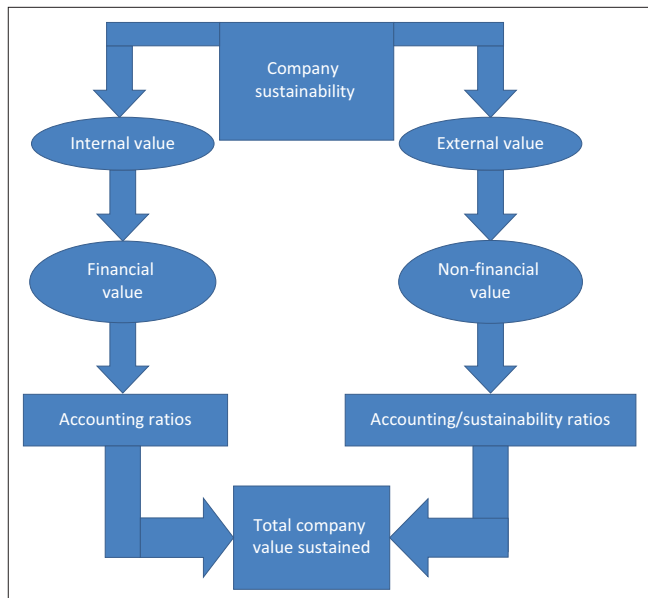 Company
sustainability
Internal value
External value
Financial
value
Non-financial
value
Accounting ratios
Accounting/sustainability ratios
Total company
value sustained